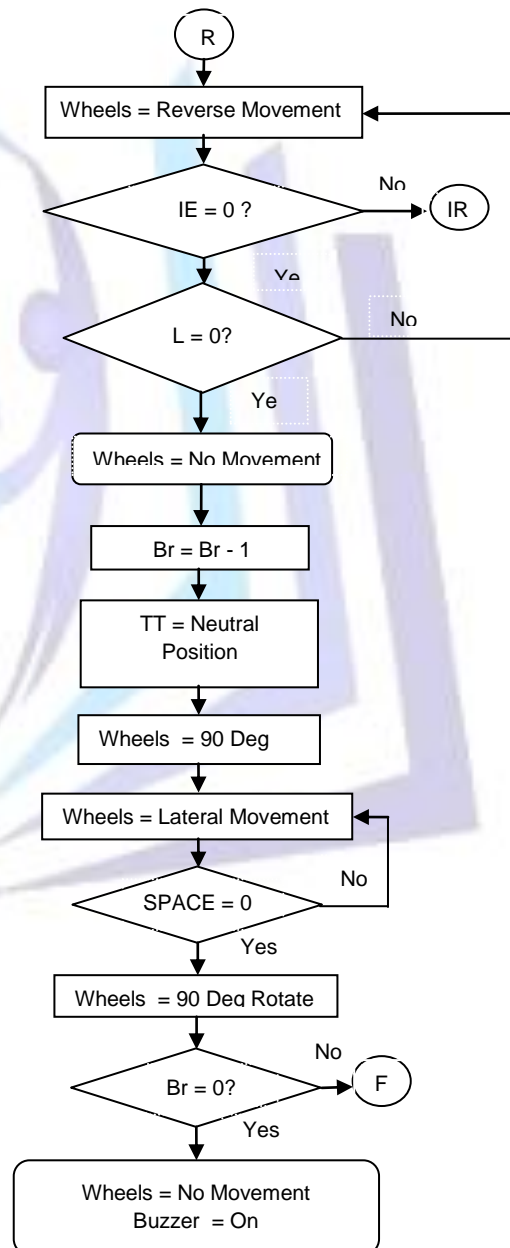 R
Wheels = Reverse Movement
No
IE = 0 ?
IR
Ye
No
L = 0?
Ye
Wheels = No Movement
Br = Br - 1
TT = Neutral
Position
Wheels = 90 Deg
Wheels = Lateral Movement
No
SPACE = 0
Yes
Wheels = 90 Deg Rotate
No
Br = 0?
F
Yes
Wheels = No Movement
Buzzer = On